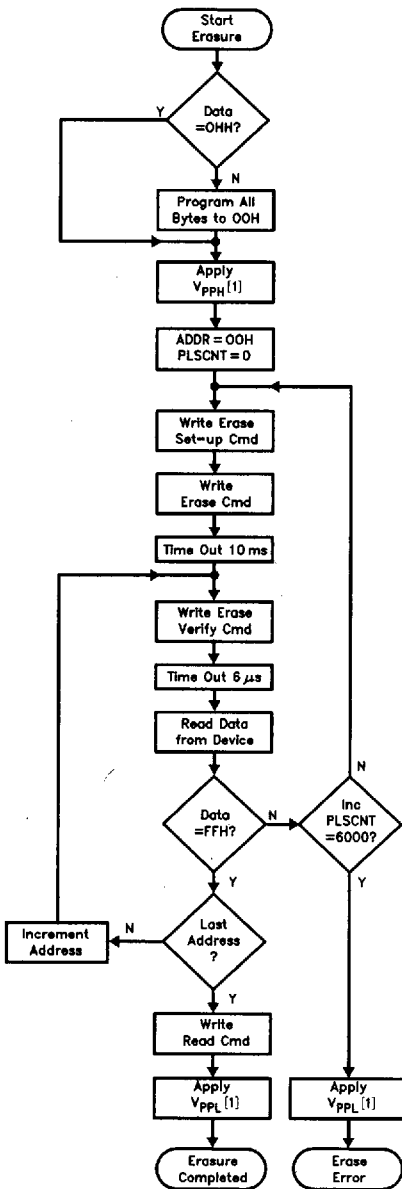 Start
Erasure
Data
=OHH?
Y
N
Program All
Bytes to OOH
Apply
VPPH[1]
ADDR=OOH
PLSCNT=0
Write Erase
Set-up Cmd
Write
Erase Cmd
Time Out 10 ms
Write Erase
Verify Cmd
Time Out 6 µs
Read Data
from Device
Data
=FFH?
N
Y
Inc
PLSCNT
=6000?
N
Y
Last
Address
?
N
Y
Increment
Address
Write
Read Cmd
Apply
VPPL[1]
Apply
VPPL[1]
Erasure
Completed
Erase
Error